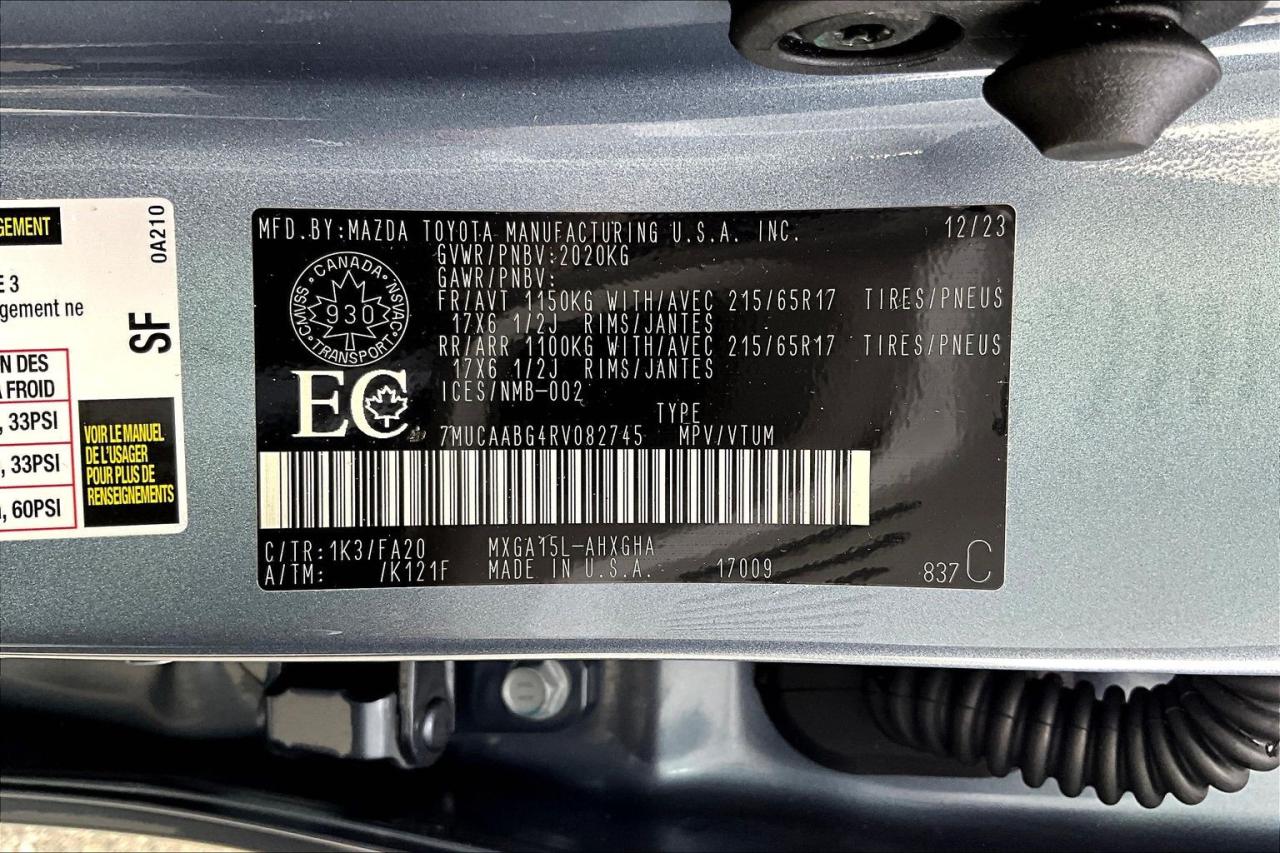 GEMENT
0A210
E 3
gement ne
SF
N DES
A FROID
, 33PSI
, 33PSI
, 60PSI
VOIR LE MANUEL
DE L'USAGER
POUR PLUS DE
RENSEIGNEMENTS
MFD.BY:MAZDA TOYOTA MANUFACTURING U.S.A. INC. 12/23
GVWR/PNBV:2020KG
GAWR/PNBV:
FR/AVT 1150KG WITH/AVEC 215/65R17 TIRES/PNEUS
17X6 1/2J RIMS/JANTES
RR/ARR 1100KG WITH/AVEC 215/65R17 TIRES/PNEUS
17X6 1/2J RIMS/JANTES
ICES/NMB-002
CANADA
CMVSS NSVAC
930
TRANSPORT
EC
TYPE
7MUCAABG4RV082745 MPV/VTUM
C/TR:1K3/FA20 MXGA15L-AHXGHA
A/TM: /K121F MADE IN U.S.A. 17009 837 C